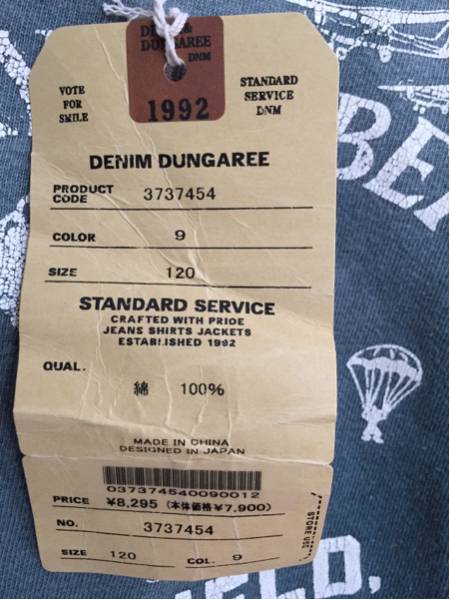 DENIM &
DUNGAREE
DNM
1992
VOTE
FOR
SMILE
STANDARD
SERVICE
DNM
DENIM DUNGAREE
PRODUCT
CODE 3737454
COLOR 9
SIZE 120
STANDARD SERVICE
CRAFTED WITH PRIDE
JEANS SHIRTS JACKETS
ESTABLISHED 1992
QUAL.
綿 100%
MADE IN CHINA
DESIGNED IN JAPAN
037374540090012
PRICE ¥8,295 (本体価格¥7,900)
NO. 3737454
SIZE 120 COL. 9
STORE USE